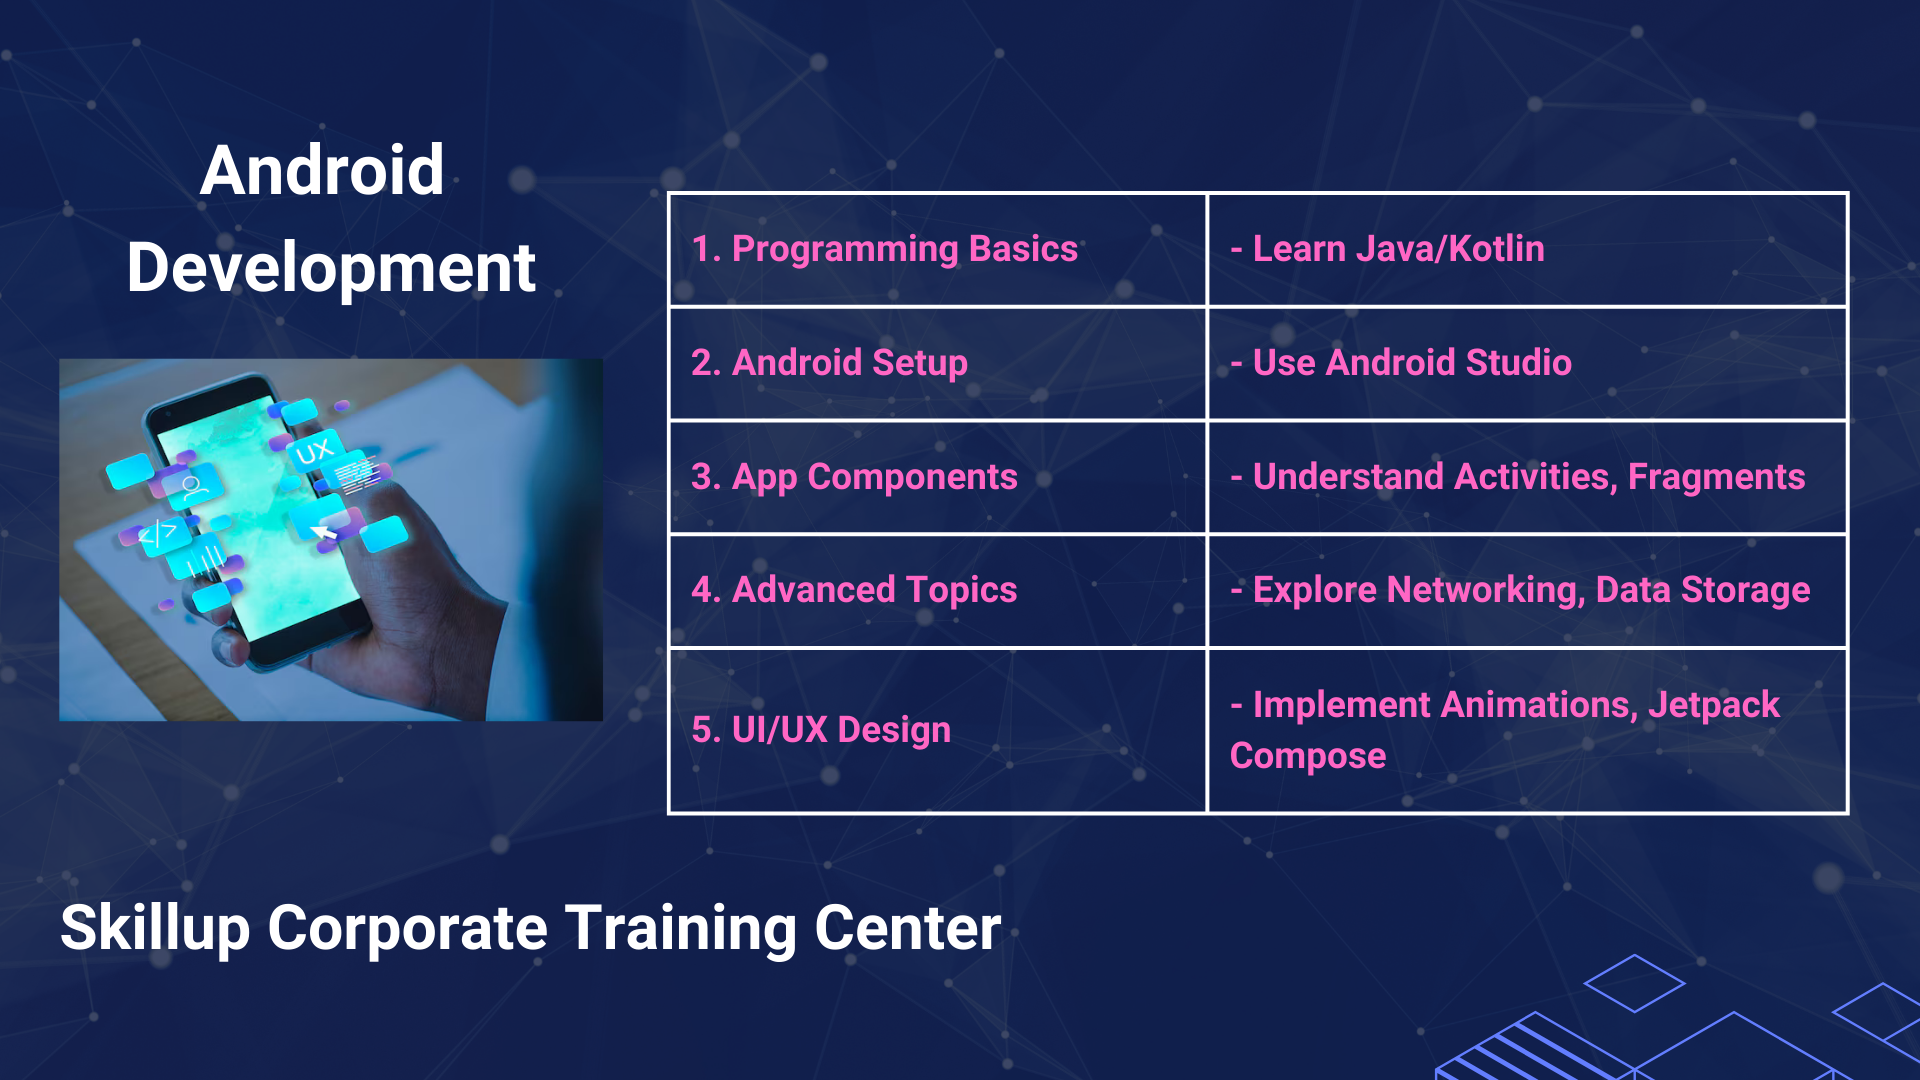 Android
Development
UX
</>
1. Programming Basics
- Learn Java/Kotlin
2. Android Setup
- Use Android Studio
3. App Components
- Understand Activities, Fragments
4. Advanced Topics
- Explore Networking, Data Storage
5. UI/UX Design
- Implement Animations, Jetpack
Compose
Skillup Corporate Training Center